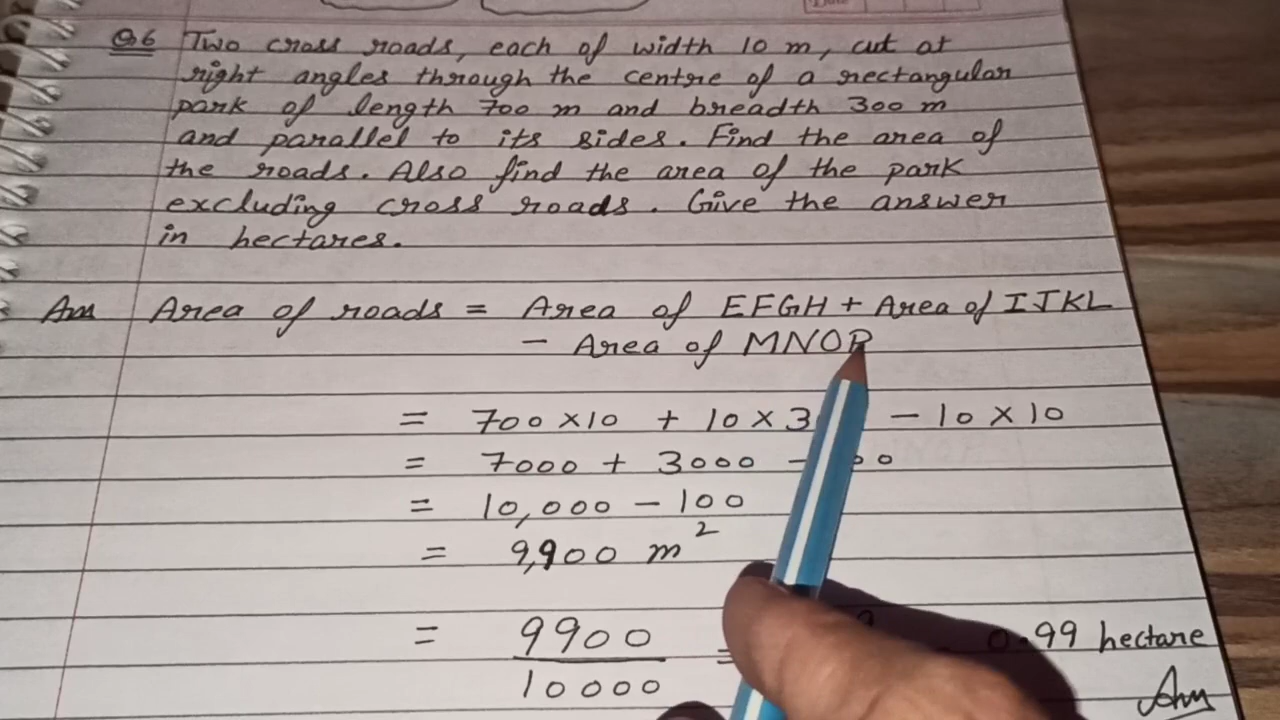 Q6 Two cross roads, each of width 10 m, cut at
right angles through the centre of a rectangular
park of length 700 m and breadth 300 m
and parallel to its sides. Find the area of
the roads. Also find the area of the park
excluding cross roads. Give the answer
in hectares.
Ans Area of roads = Area of EFGH + Area of IJKL
- Area of MNOP
= 700 × 10 + 10 × 3 - 10 × 10
= 7000 + 3000 -
= 10,000 - 100
= 9,900 m²
= 9900
10000
= 0.99 hectare
Ans